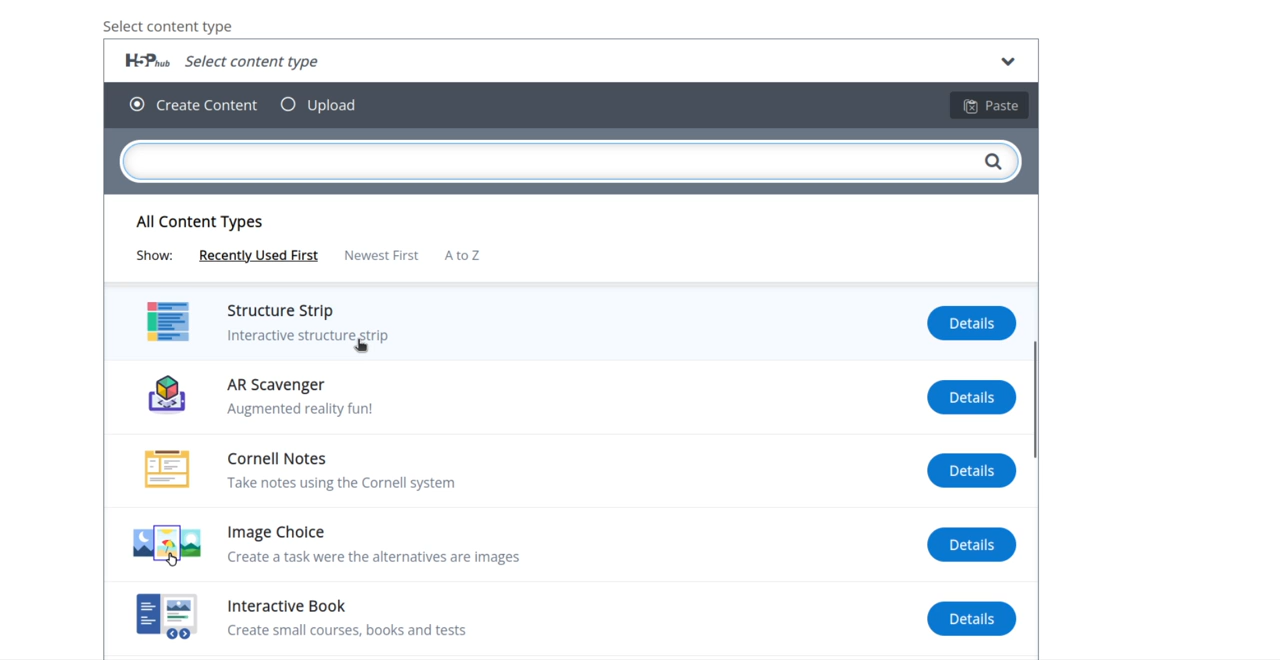 Select content type
H5P hub Select content type
Create Content Upload Paste
All Content Types
Show: Recently Used First Newest First A to Z
Structure Strip
Interactive structure strip
Details
AR Scavenger
Augmented reality fun!
Details
Cornell Notes
Take notes using the Cornell system
Details
Image Choice
Create a task were the alternatives are images
Details
Interactive Book
Create small courses, books and tests
Details